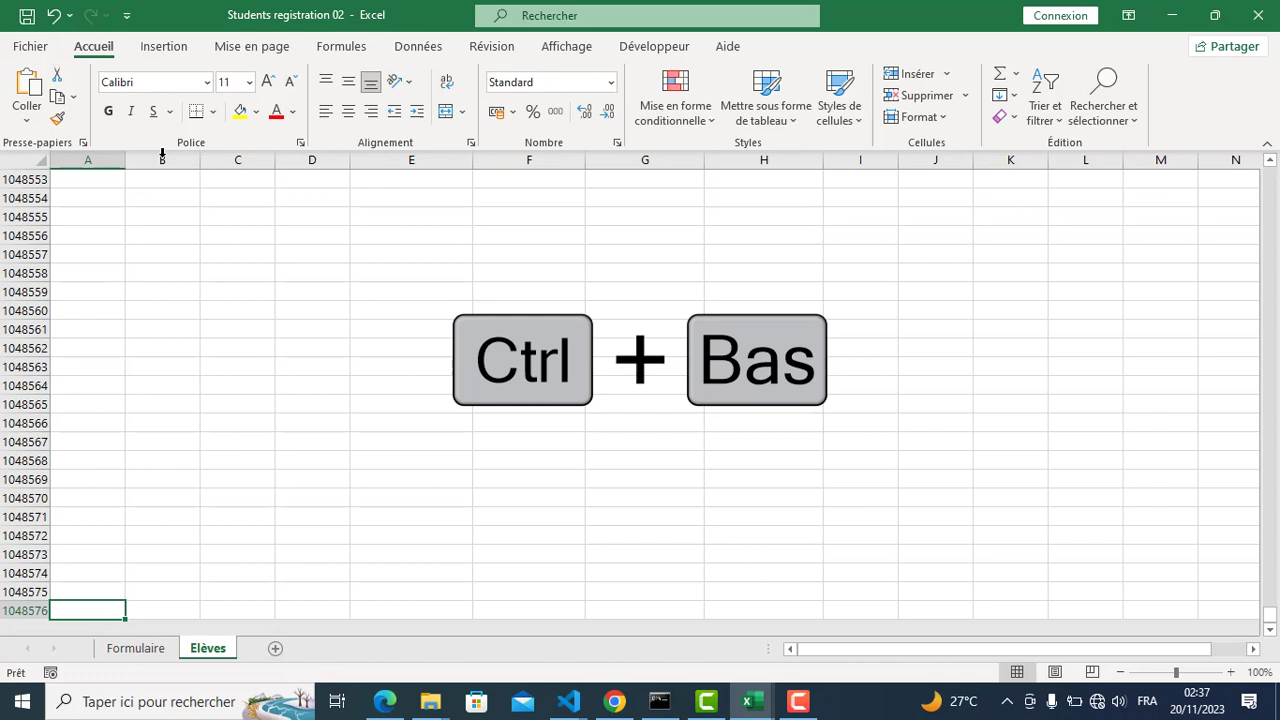 Students registration 02 - Excel
Rechercher
Connexion
Fichier Accueil Insertion Mise en page Formules Données Révision Affichage Développeur Aide
Partager
Coller
Calibri 11
G I S
A A
ab
Standard
% 000
Mise en forme conditionnelle
Mettre sous forme de tableau
Styles de cellules
Insérer
Supprimer
Format
Trier et filtrer
Rechercher et sélectionner
Presse-papiers Police Alignement Nombre Styles Cellules Édition
A B C D E F G H I J K L M N
1048553
1048554
1048555
1048556
1048557
1048558
1048559
1048560
1048561
1048562
1048563
1048564
1048565
1048566
1048567
1048568
1048569
1048570
1048571
1048572
1048573
1048574
1048575
1048576
Ctrl + Bas
Formulaire Elèves
Prêt
100%
Taper ici pour rechercher
27°C
FRA
02:37
20/11/2023